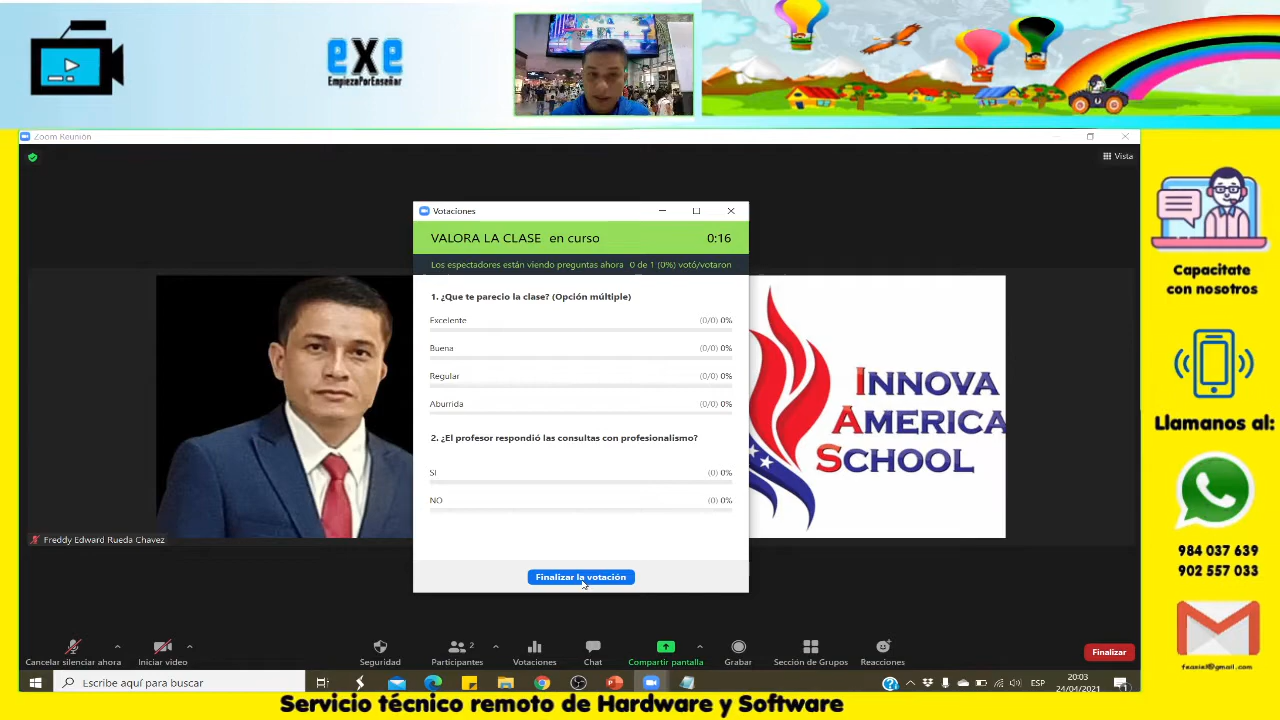 exe
EmpiezaPorEnseñar
Zoom Reunión
Vista
Votaciones
VALORA LA CLASE en curso 0:16
Los espectadores están viendo preguntas ahora 0 de 1 (0%) votó/votaron
1. ¿Que te parecio la clase? (Opción múltiple)
Excelente (0/0) 0%
Buena (0/0) 0%
Regular (0/0) 0%
Aburrida (0/0) 0%
2. ¿El profesor respondió las consultas con profesionalismo?
SI (0) 0%
NO (0) 0%
Finalizar la votación
INNOVA
AMERICA
SCHOOL
Freddy Edward Rueda Chavez
Capacitate
con nosotros
Llamanos al:
984 037 639
902 557 033
Cancelar silenciar ahora
Iniciar video
Seguridad
2
Participantes
Votaciones
Chat
Compartir pantalla
Grabar
Sección de Grupos
Reacciones
Finalizar
Escribe aquí para buscar
ESP
20:03
24/04/2021
1
Servicio técnico remoto de Hardware y Software